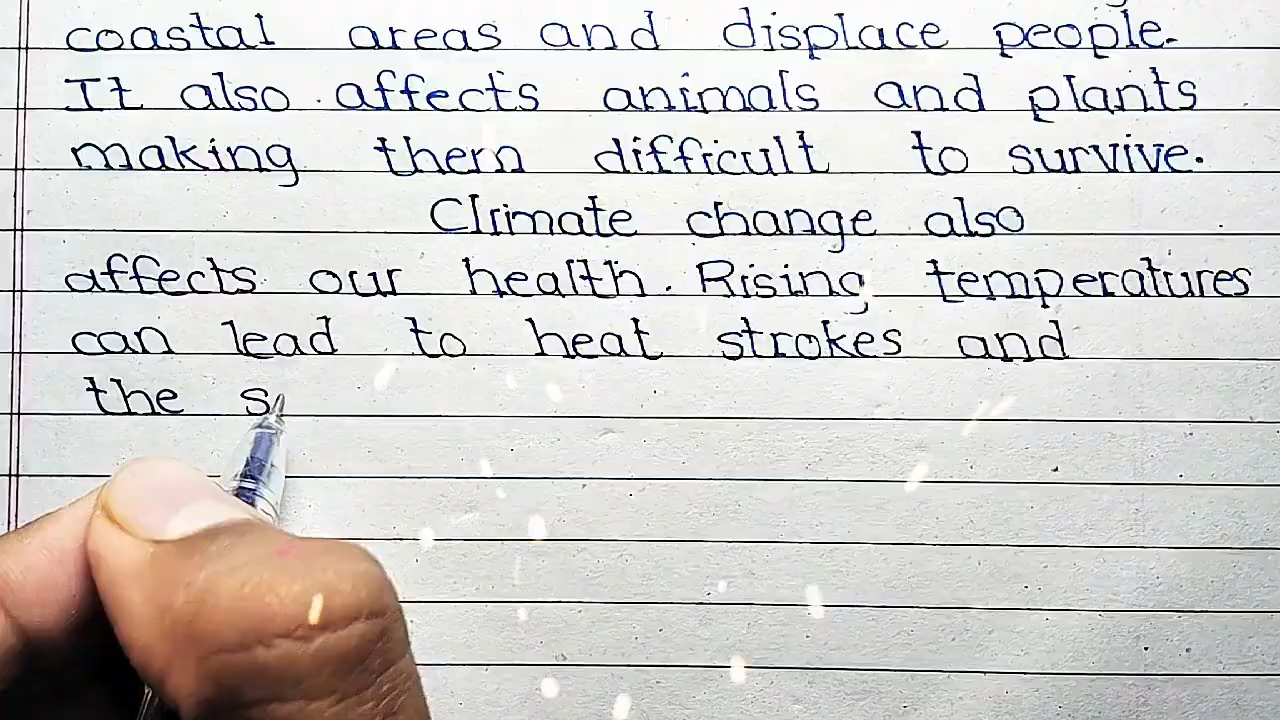 coastal areas and displace people.
It also affects animals and plants
making them difficult to survive.
Climate change also
affects our health. Rising temperatures
can lead to heat strokes and
the s